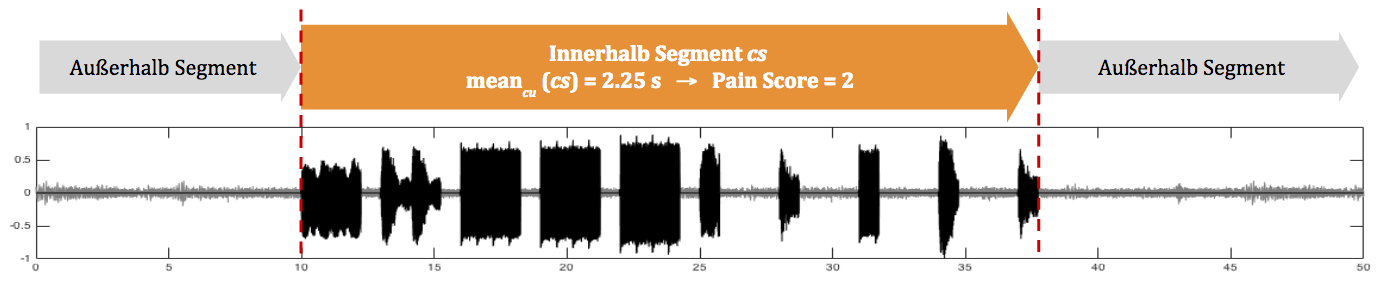 Außerhalb Segment
Innerhalb Segment cs
mean_cu (cs) = 2.25 s → Pain Score = 2
Außerhalb Segment
1
0.5
0
-0.5
-1
0 5 10 15 20 25 30 35 40 45 50